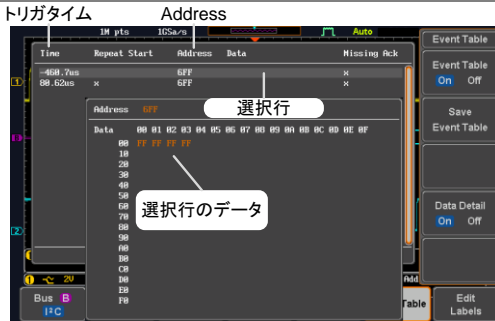 トリガタイム Address
1M pts 1GSa/s Auto
Event Table
Time Repeat Start Address Data Missing Ack
-460.7us 6FF x
80.62us x 6FF x
選択行
Event Table
On Off
Save
Event Table
Address 6FF
Data 00 01 02 03 04 05 06 07 08 09 0A 0B 0C 0D 0E 0F
00 FF FF FF FF
10
20
30
40
50
60
70
80
90
A0
B0
C0
D0
E0
F0
選択行のデータ
Data Detail
On Off
1 2V
Add
Bus B
I²C
Table
Edit
Labels